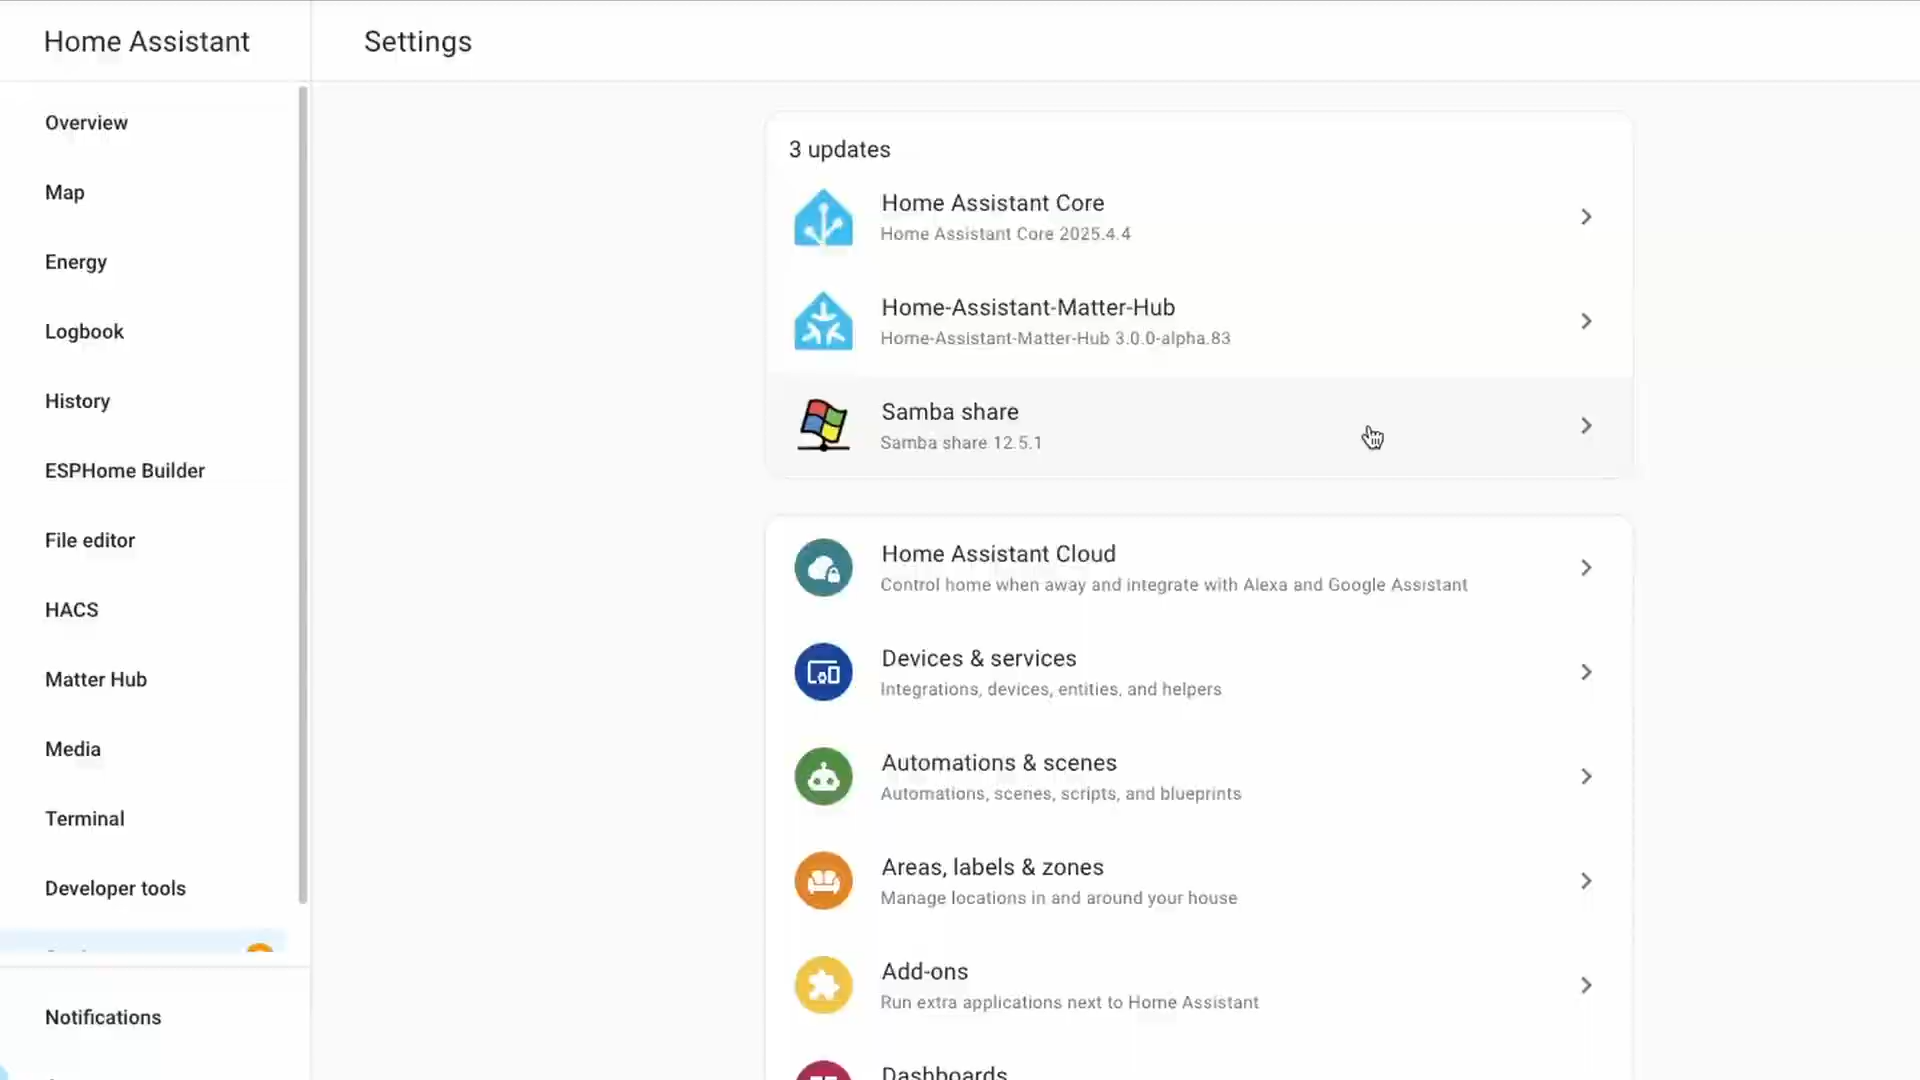 Home Assistant
Settings
Overview
Map
Energy
Logbook
History
ESPHome Builder
File editor
HACS
Matter Hub
Media
Terminal
Developer tools
Notifications
3 updates
Home Assistant Core
Home Assistant Core 2025.4.4
Home-Assistant-Matter-Hub
Home-Assistant-Matter-Hub 3.0.0-alpha.83
Samba share
Samba share 12.5.1
Home Assistant Cloud
Control home when away and integrate with Alexa and Google Assistant
Devices & services
Integrations, devices, entities, and helpers
Automations & scenes
Automations, scenes, scripts, and blueprints
Areas, labels & zones
Manage locations in and around your house
Add-ons
Run extra applications next to Home Assistant
Dashboards